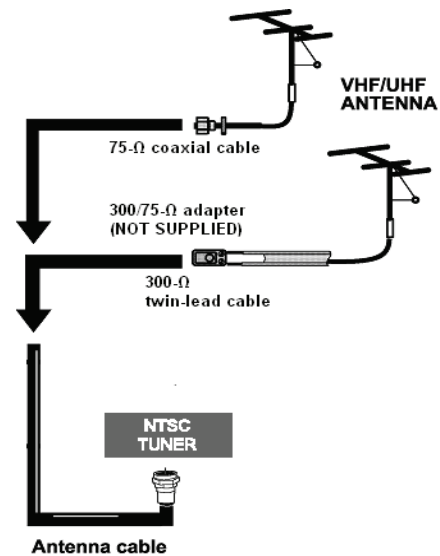 VHF/UHF
ANTENNA
75-Ω coaxial cable
300/75-Ω adapter
(NOT SUPPLIED)
300-Ω
twin-lead cable
NTSC
TUNER
Antenna cable